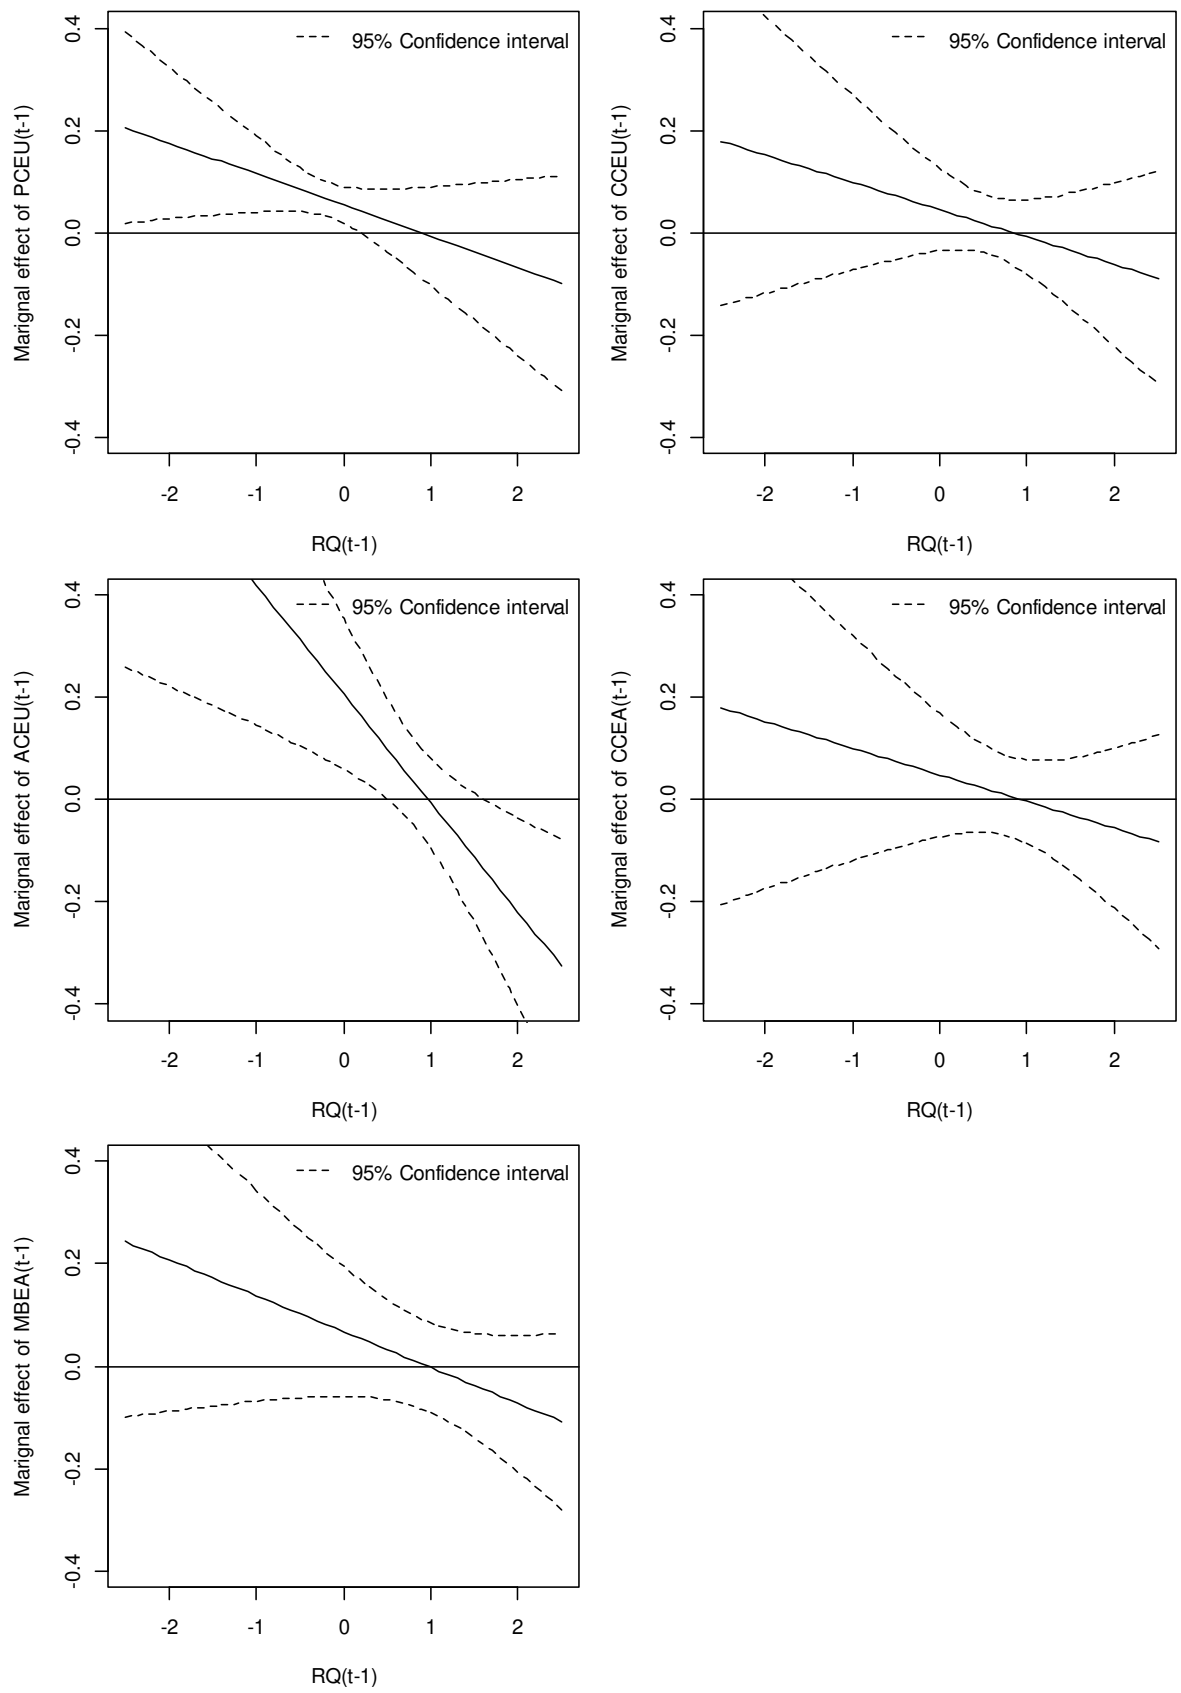 95% Confidence interval
Marignal effect of PCEU(t-1)
0.4
0.2
0.0
-0.2
-0.4
-2 -1 0 1 2
RQ(t-1)
95% Confidence interval
Marignal effect of CCEU(t-1)
0.4
0.2
0.0
-0.2
-0.4
-2 -1 0 1 2
RQ(t-1)
95% Confidence interval
Marignal effect of ACEU(t-1)
0.4
0.2
0.0
-0.2
-0.4
-2 -1 0 1 2
RQ(t-1)
95% Confidence interval
Marignal effect of CCEA(t-1)
0.4
0.2
0.0
-0.2
-0.4
-2 -1 0 1 2
RQ(t-1)
95% Confidence interval
Marignal effect of MBEA(t-1)
0.4
0.2
0.0
-0.2
-0.4
-2 -1 0 1 2
RQ(t-1)